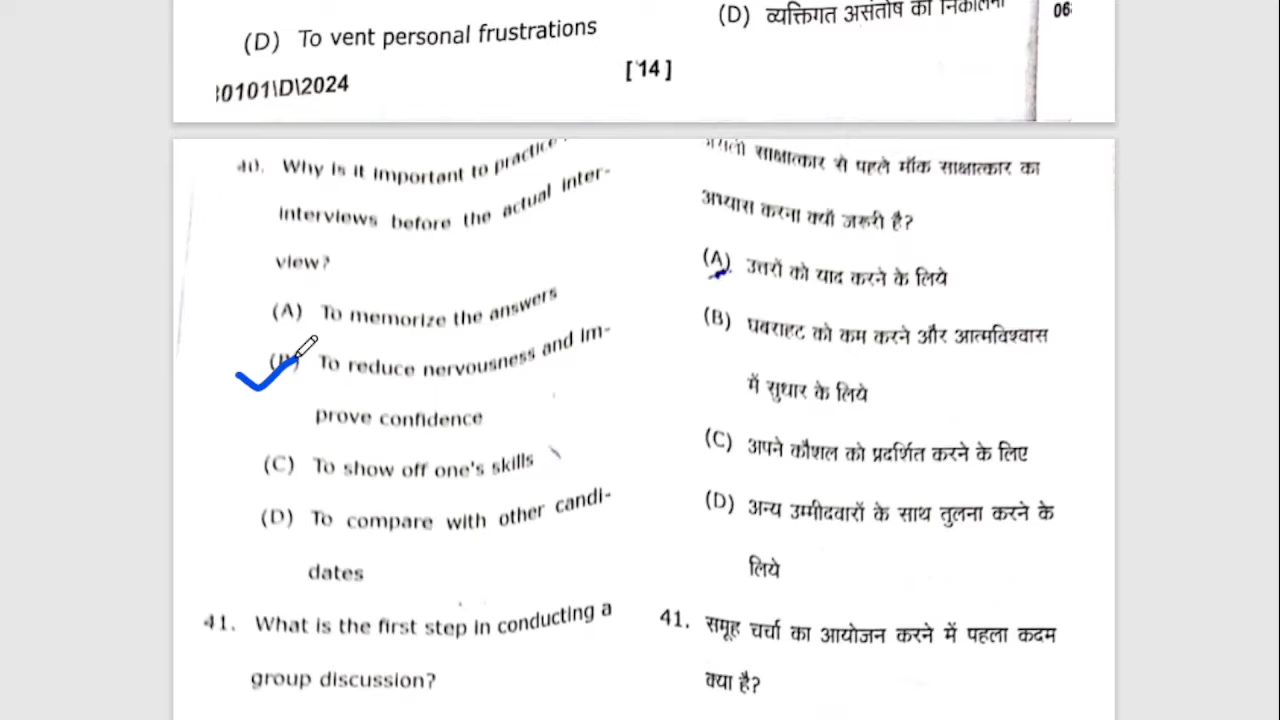 (D) To vent personal frustrations
0101\D\2024
[ 14 ]
(D) व्यक्तिगत असंतोष को निकालना
06
40. Why is it important to practice
interviews before the actual inter-
view?
(A) To memorize the answers
(B) To reduce nervousness and im-
prove confidence
(C) To show off one's skills
(D) To compare with other candi-
dates
41. What is the first step in conducting a
group discussion?
साक्षात्कार से पहले मॉक साक्षात्कार का
अभ्यास करना क्यों जरूरी है?
(A) उत्तरों को याद करने के लिये
(B) घबराहट को कम करने और आत्मविश्वास
में सुधार के लिये
(C) अपने कौशल को प्रदर्शित करने के लिए
(D) अन्य उम्मीदवारों के साथ तुलना करने के
लिये
41. समूह चर्चा का आयोजन करने में पहला कदम
क्या है?